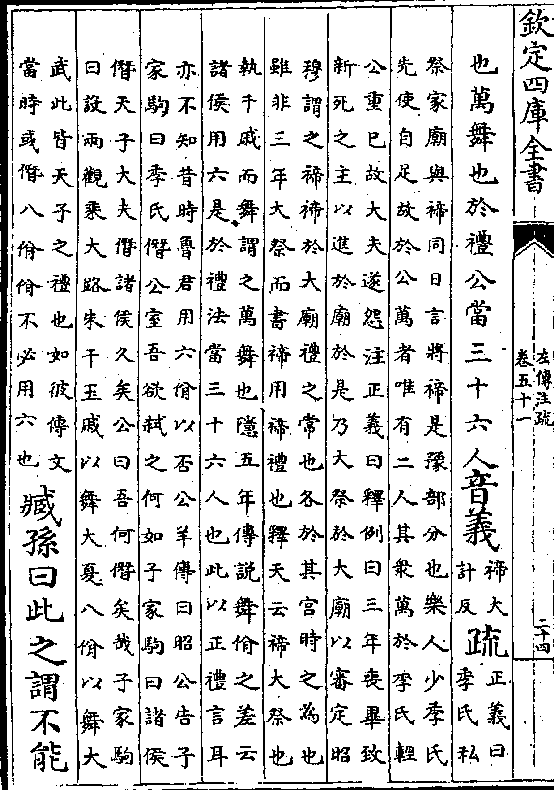 欽定四庫全書
左傳注疏
卷五十一
二十四
也萬舞也於禮公當三十六人音義禘大計反疏正義曰季氏私
祭家廟與禘同日言將禘是豫部分也樂人少季氏
先使自足故於公萬者唯有二人其衆萬於季氏輕
公重已故大夫遂怨注正義曰釋例曰三年喪畢致
新死之主以進於廟於是乃大祭於大廟以審定昭
穆謂之禘禘於大廟禮之常也各於其宮時之為也
雖非三年大祭而書禘用禘禮也釋天云禘大祭也
執干戚而舞謂之萬舞也隱五年傳說舞佾之差云
諸侯用六是於禮法當三十六人也此以正禮言耳
亦不知昔時魯君用六佾以否公羊傳曰昭公告子
家駒曰季氏僭公室吾欲弒之何如子家駒曰諸侯
僭天子大夫僭諸侯久矣公曰吾何僭矣哉子家駒
曰設兩觀乘大路朱干玉戚以舞大夏八佾以舞大
武此皆天子之禮也如彼傳文
當時或僭八佾佾不必用六也
臧孫曰此之謂不能